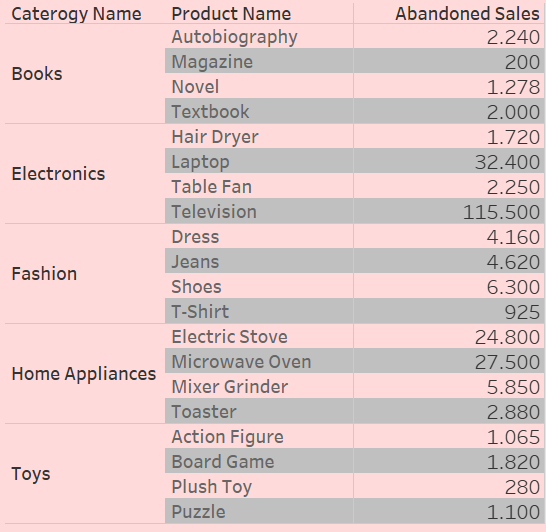 Caterogy Name Product Name Abandoned Sales
Books Autobiography 2.240
Magazine 200
Novel 1.278
Textbook 2.000
Electronics Hair Dryer 1.720
Laptop 32.400
Table Fan 2.250
Television 115.500
Fashion Dress 4.160
Jeans 4.620
Shoes 6.300
T-Shirt 925
Home Appliances Electric Stove 24.800
Microwave Oven 27.500
Mixer Grinder 5.850
Toaster 2.880
Toys Action Figure 1.065
Board Game 1.820
Plush Toy 280
Puzzle 1.100